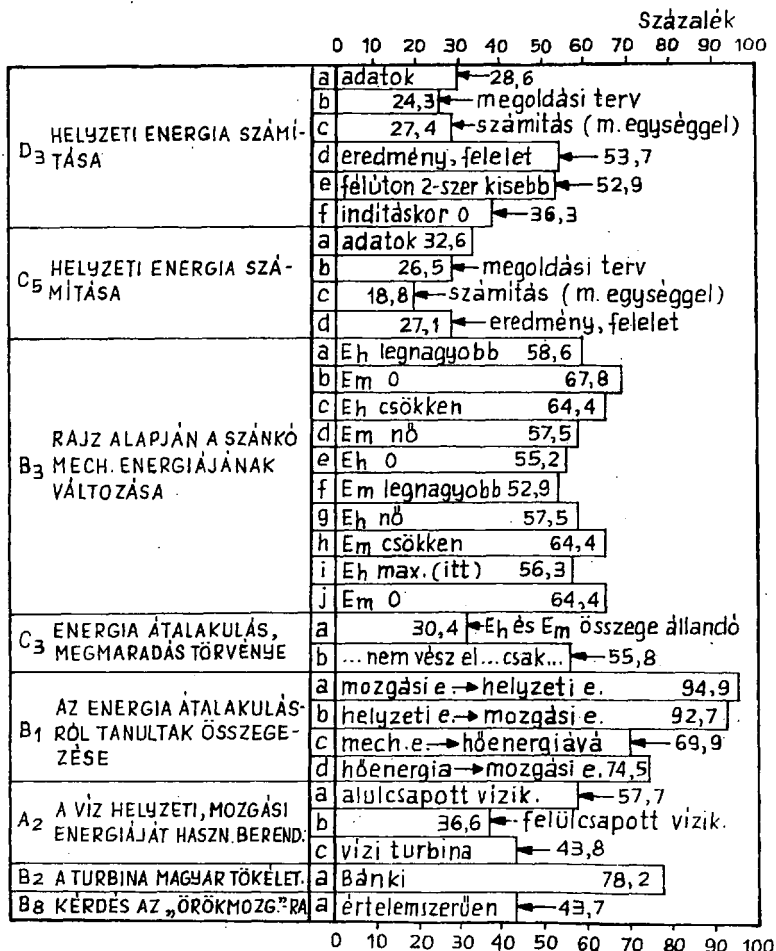 Százalék
0 10 20 30 40 50 60 70 80 90 100
D3 HELYZETI ENERGIA SZÁMÍ-
TÁSA
a adatok 28,6
b 24,3 megoldási terv
c 27,4 számítás (m. egységgel)
d eredmény, felelet 53,7
e félúton 2-szer kisebb 52,9
f indításkor 0 36,3
C5 HELYZETI ENERGIA SZÁ-
MÍTÁSA
a adatok 32,6
b 26,5 megoldási terv
c 18,8 számítás (m. egységgel)
d 27,1 eredmény, felelet
B3 RAJZ ALAPJÁN A SZÁNKÓ
MECH. ENERGIÁJÁNAK
VÁLTOZÁSA
a Eh legnagyobb 58,6
b Em 0 67,8
c Eh csökken 64,4
d Em nő 57,5
e Eh 0 55,2
f Em legnagyobb 52,9
g Eh nő 57,5
h Em csökken 64,4
i Eh max. (itt) 56,3
j Em 0 64,4
C3 ENERGIA ÁTALAKULÁS,
MEGMARADÁS TÖRVÉNYE
a 30,4 Eh és Em összege állandó
b ...nem vész el...csak... 55,8
B1 AZ ENERGIA ÁTALAKULÁS-
RÓL TANULTAK ÖSSZEGE-
ZÉSE
a mozgási e. → helyzeti e. 94,9
b helyzeti e. → mozgási e. 92,7
c mech. e. → hőenergiává 69,9
d hőenergia → mozgási e. 74,5
A2 A VÍZ HELYZETI, MOZGÁSI
ENERGIÁJÁT HASZN. BEREND.
a alulcsapott vízik. 57,7
b 36,6 felülcsapott vízik.
c vízi turbina 43,8
B2 A TURBINA MAGYAR TÖKÉLET. a Bánki 78,2
B8 KÉRDÉS AZ „ÖRÖKMOZG.”RA a értelemszerűen 43,7
0 10 20 30 40 50 60 70 80 90 100